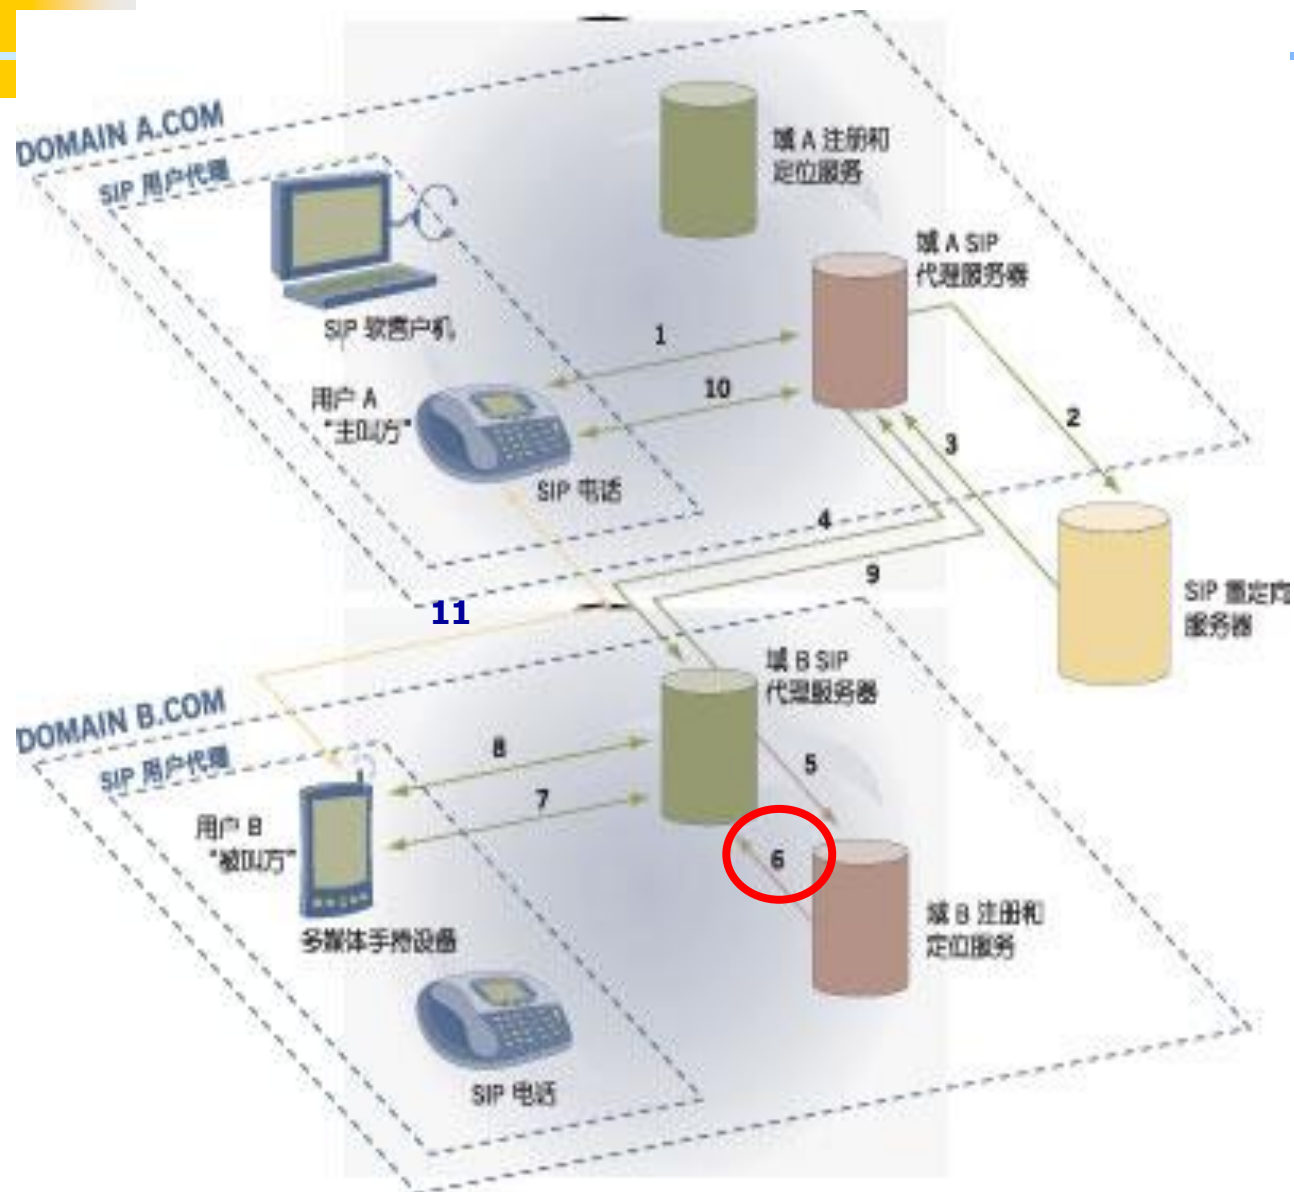 DOMAIN A.COM
SIP 用户代理
域 A 注册和
定位服务
域 A SIP
代理服务器
SIP 软客户机
1
用户 A
"主叫方"
10
2
3
SIP 电话
4
9
SIP 重定向
服务器
11
DOMAIN B.COM
SIP 用户代理
域 B SIP
代理服务器
8
5
7
用户 B
"被叫方"
6
域 B 注册和
定位服务
多媒体手持设备
SIP 电话